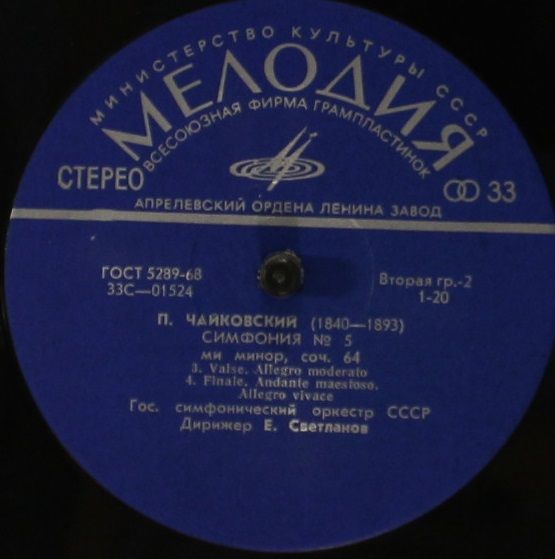 МИНИСТЕРСТВО КУЛЬТУРЫ СССР
МЕЛОДИЯ
ВСЕСОЮЗНАЯ ФИРМА ГРАМПЛАСТИНОК
СТЕРЕО
33
АПРЕЛЕВСКИЙ ОРДЕНА ЛЕНИНА ЗАВОД
ГОСТ 5289-68
33С—01524
Вторая гр.-2
1-20
П. ЧАЙКОВСКИЙ (1840—1893)
СИМФОНИЯ № 5
ми минор, соч. 64
3. Valse. Allegro moderato
4. Finale. Andante maestoso.
Allegro vivace
Гос. симфонический оркестр СССР
Дирижер Е. Светланов